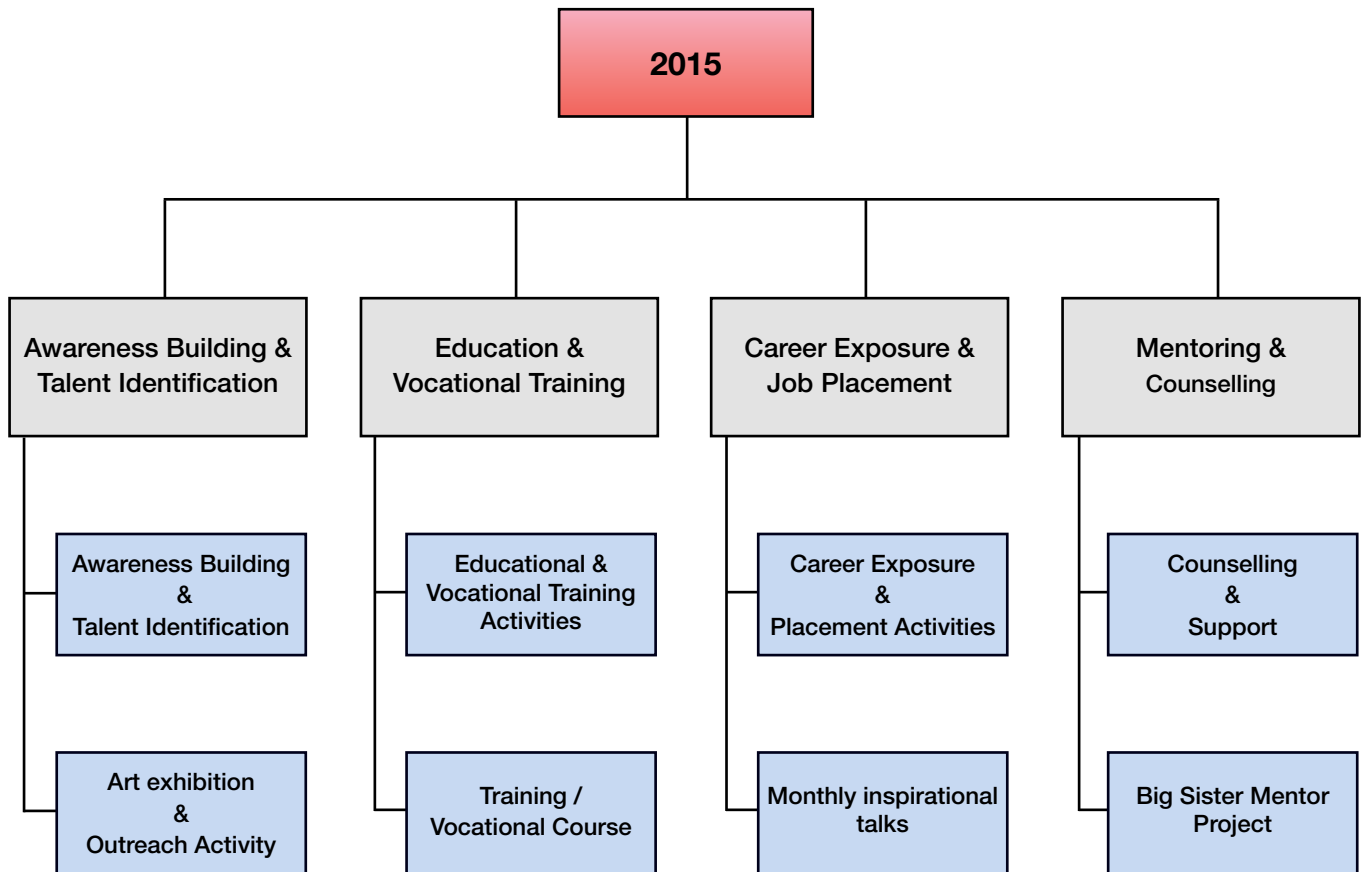 2015
Awareness Building &
Talent Identification
Education &
Vocational Training
Career Exposure &
Job Placement
Mentoring &
Counselling
Awareness Building
&
Talent Identification
Educational &
Vocational Training
Activities
Career Exposure
&
Placement Activities
Counselling
&
Support
Art exhibition
&
Outreach Activity
Training /
Vocational Course
Monthly inspirational
talks
Big Sister Mentor
Project